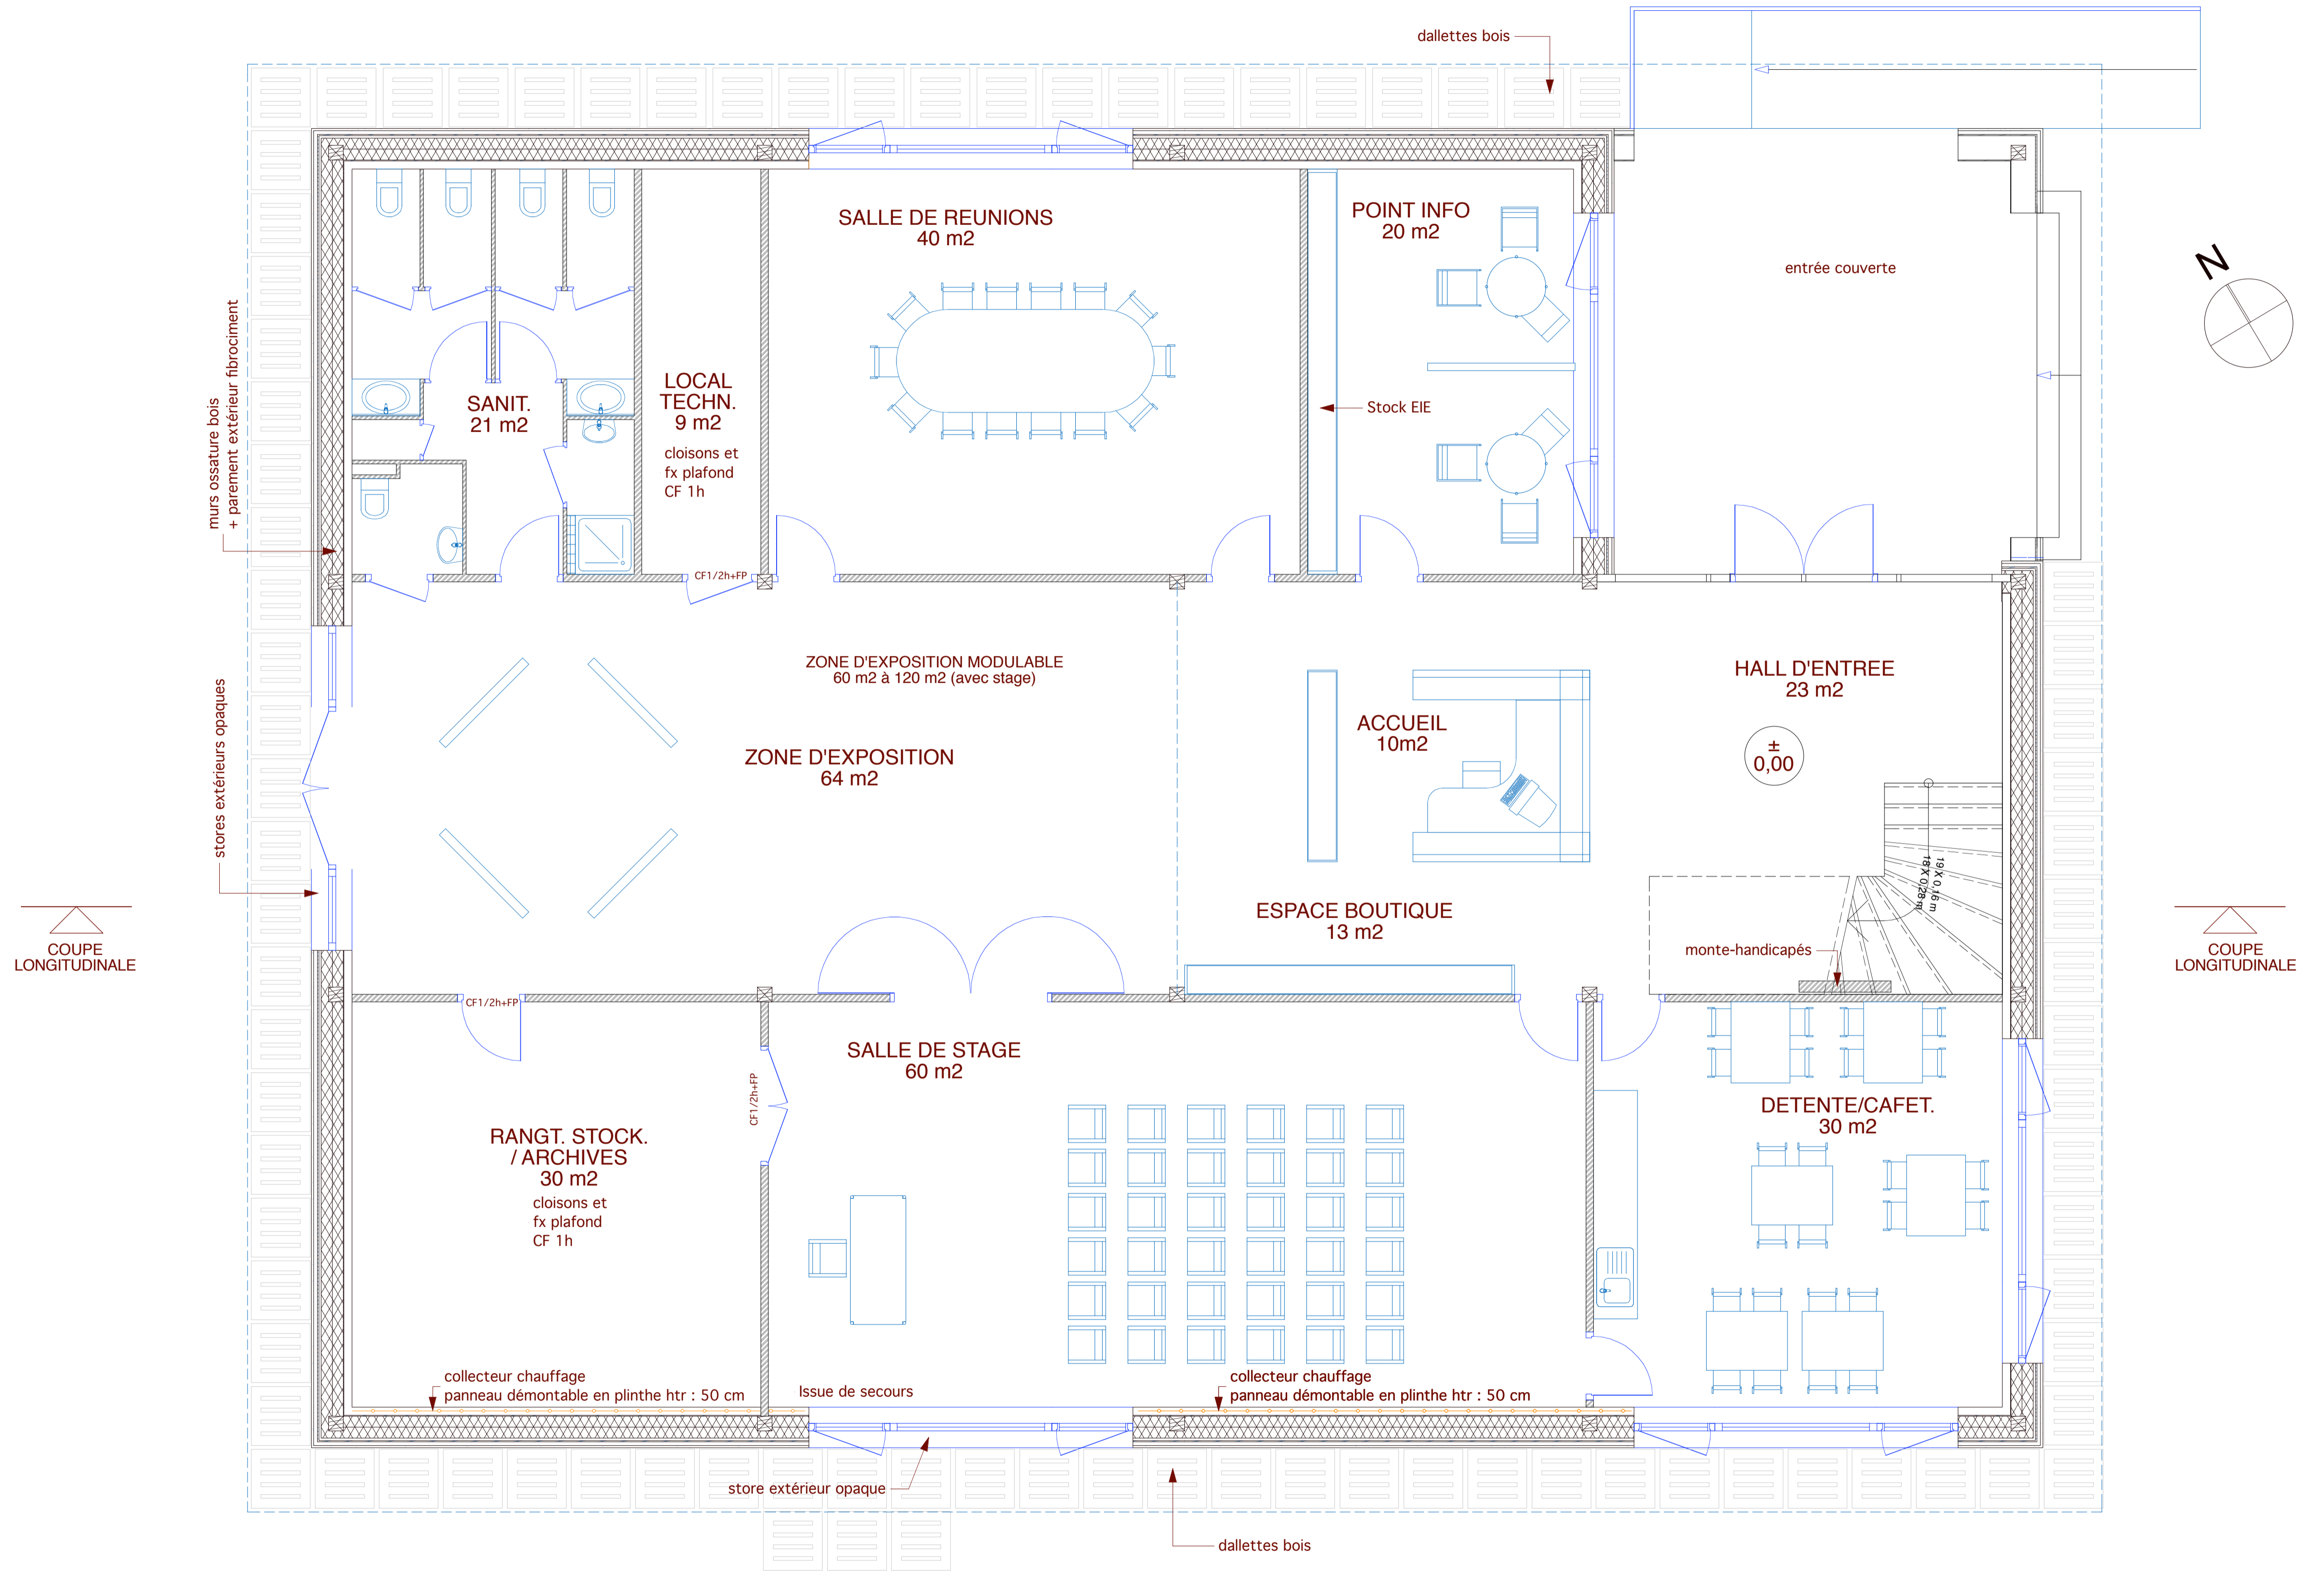 dallettes bois
SALLE DE REUNIONS
40 m2
POINT INFO
20 m2
entrée couverte
N
murs ossature bois
+ parement extérieur fibrociment
SANIT.
21 m2
LOCAL
TECHN.
9 m2
cloisons et
fx plafond
CF 1h
Stock EIE
CF1/2h+FP
stores extérieurs opaques
ZONE D'EXPOSITION MODULABLE
60 m2 à 120 m2 (avec stage)
ZONE D'EXPOSITION
64 m2
ACCUEIL
10m2
HALL D'ENTREE
23 m2
±
0,00
19 X 0,16 m
18 X 0,28 m
ESPACE BOUTIQUE
13 m2
monte-handicapés
COUPE
LONGITUDINALE
COUPE
LONGITUDINALE
CF1/2h+FP
SALLE DE STAGE
60 m2
CF1/2h+FP
RANGT. STOCK.
/ ARCHIVES
30 m2
cloisons et
fx plafond
CF 1h
DETENTE/CAFET.
30 m2
collecteur chauffage
panneau démontable en plinthe htr : 50 cm
Issue de secours
collecteur chauffage
panneau démontable en plinthe htr : 50 cm
store extérieur opaque
dallettes bois